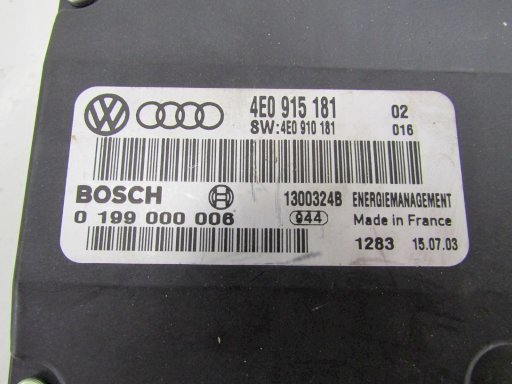 4E0 915 181 02
SW:4E0 910 181 016
BOSCH 1300324B ENERGIEMANAGEMENT
0 199 000 006 944 Made in France
1283 15.07.03